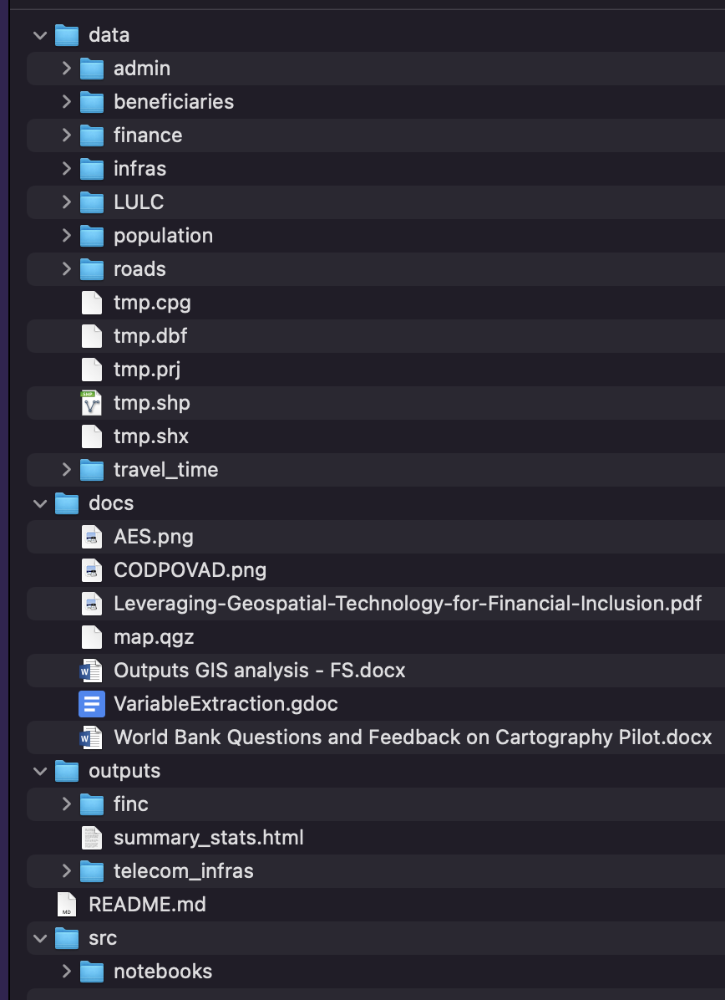 data
admin
beneficiaries
finance
infras
LULC
population
roads
tmp.cpg
tmp.dbf
tmp.prj
SHP
tmp.shp
tmp.shx
travel_time
docs
AES.png
CODPOVAD.png
Leveraging-Geospatial-Technology-for-Financial-Inclusion.pdf
map.qgz
W Outputs GIS analysis - FS.docx
VariableExtraction.gdoc
W World Bank Questions and Feedback on Cartography Pilot.docx
outputs
finc
summary_stats.html
telecom_infras
MD README.md
src
notebooks